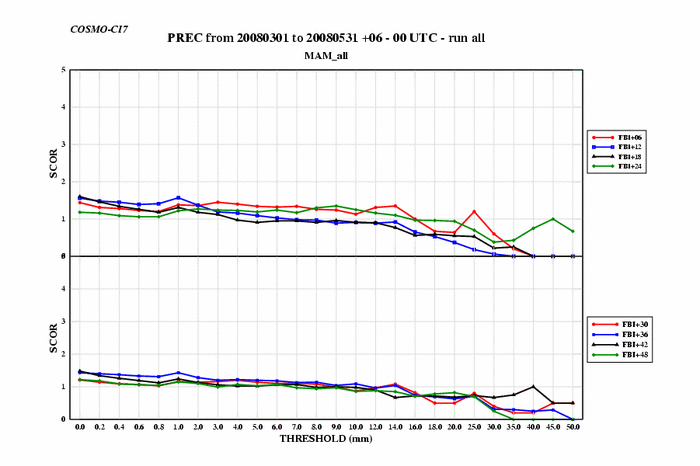 COSMO-CI7
PREC from 20080301 to 20080531 +06 - 00 UTC - run all
MAM_all
5
4
3
2
1
SCOR
FBI+06
FBI+12
FBI+18
FBI+24
4
3
2
1
0
SCOR
FBI+30
FBI+36
FBI+42
FBI+48
0.0 0.2 0.4 0.6 0.8 1.0 2.0 3.0 4.0 5.0 6.0 7.0 8.0 9.0 10.0 12.0 14.0 16.0 18.0 20.0 25.0 30.0 35.0 40.0 45.0 50.0
THRESHOLD (mm)